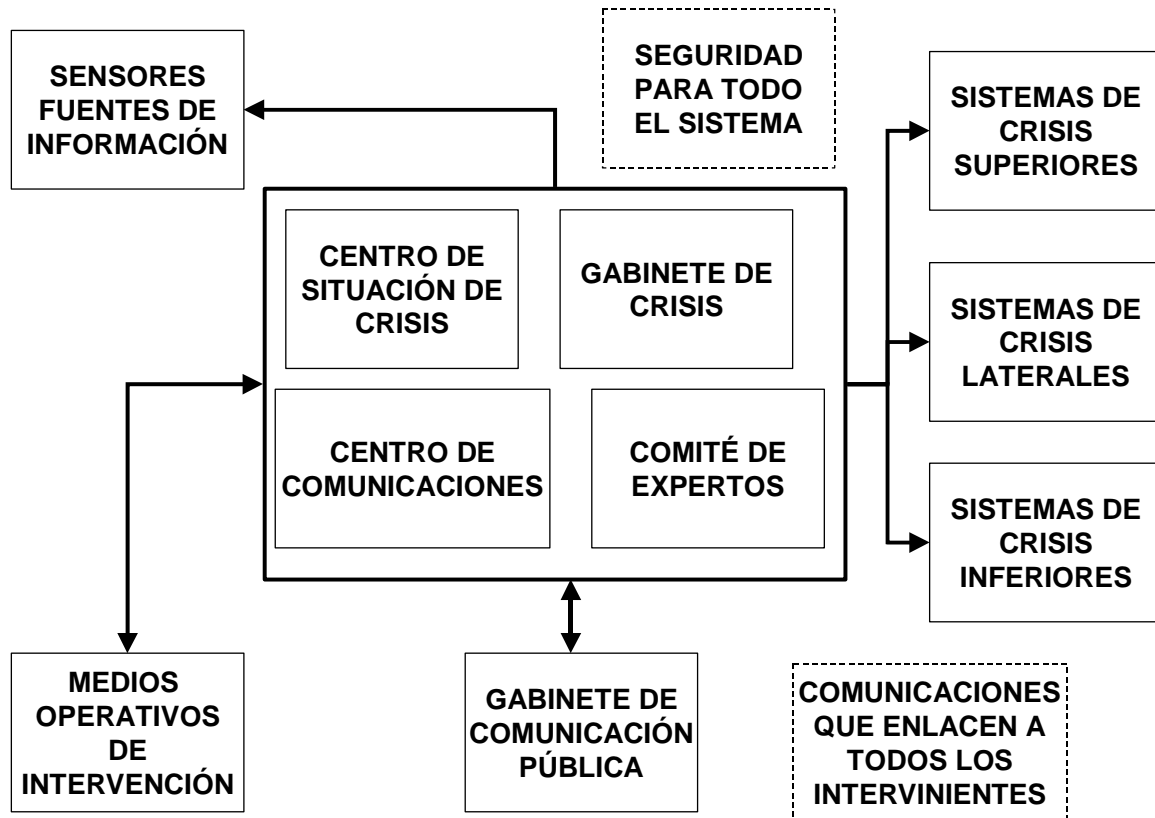 SENSORES
FUENTES DE
INFORMACIÓN
SEGURIDAD
PARA TODO
EL SISTEMA
SISTEMAS DE
CRISIS
SUPERIORES
CENTRO DE
SITUACIÓN DE
CRISIS
GABINETE DE
CRISIS
SISTEMAS DE
CRISIS
LATERALES
CENTRO DE
COMUNICACIONES
COMITÉ DE
EXPERTOS
SISTEMAS DE
CRISIS
INFERIORES
MEDIOS
OPERATIVOS
DE
INTERVENCIÓN
GABINETE DE
COMUNICACIÓN
PÚBLICA
COMUNICACIONES
QUE ENLACEN A
TODOS LOS
INTERVINIENTES